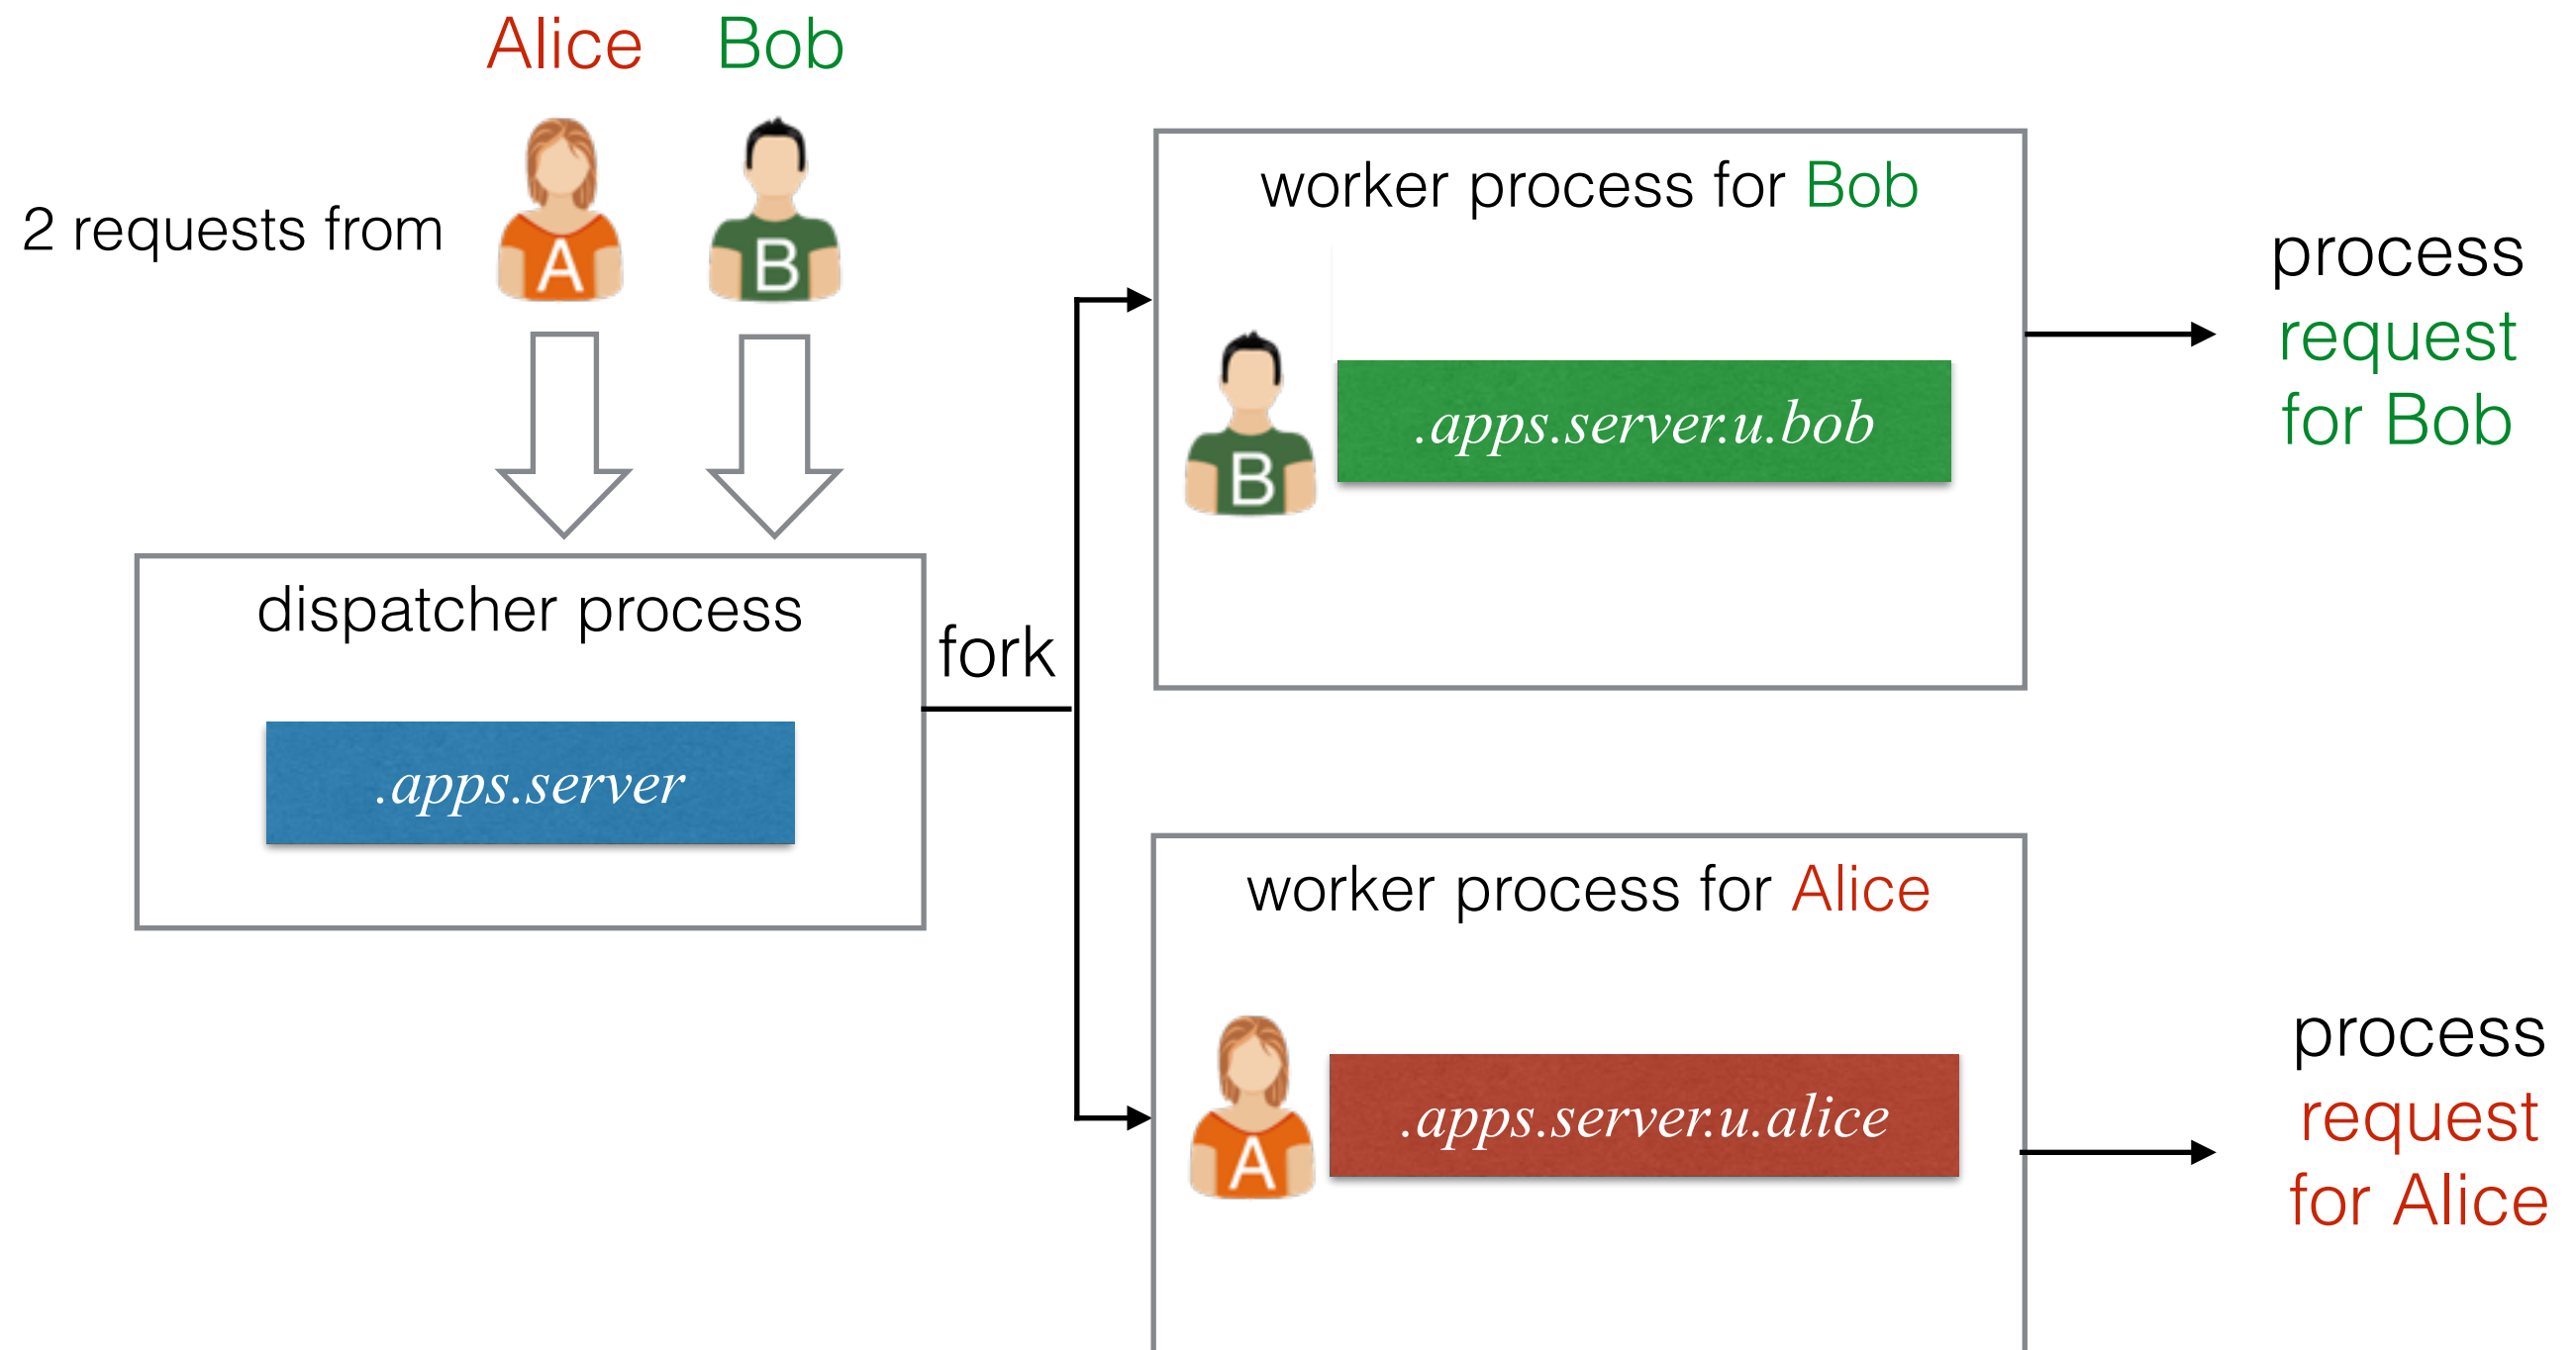 Alice Bob
2 requests from
A B
dispatcher process
.apps.server
fork
worker process for Bob
B
.apps.server.u.bob
process
request
for Bob
worker process for Alice
A
.apps.server.u.alice
process
request
for Alice